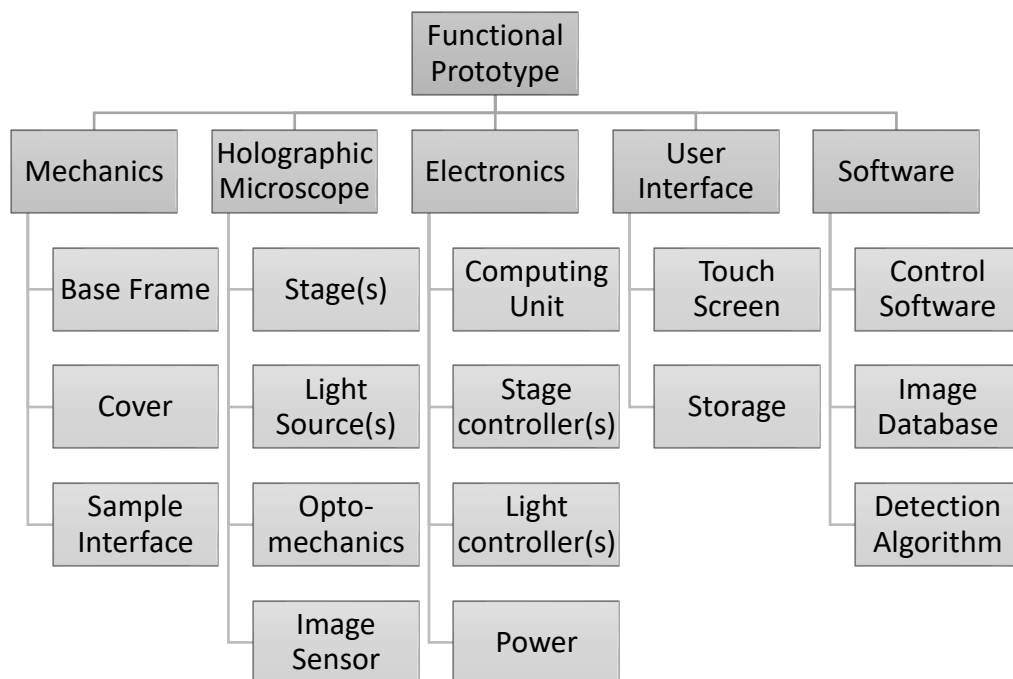 Functional
Prototype
Mechanics
Holographic
Microscope
Electronics
User
Interface
Software
Base Frame
Cover
Sample
Interface
Stage(s)
Light
Source(s)
Opto-
mechanics
Image
Sensor
Computing
Unit
Stage
controller(s)
Light
controller(s)
Power
Touch
Screen
Storage
Control
Software
Image
Database
Detection
Algorithm